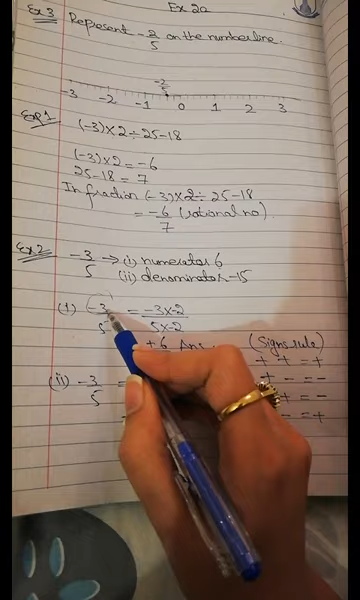 Ex 2a
Ex 3 Represent -2/5 on the number line.
-2/5
-3 -2 -1 0 1 2 3
Exp 1
(-3)×2÷25-18
(-3)×2 = -6
25-18 = 7
In fraction (-3)×2÷25-18
= -6/7 (rational no)
Ex 2 -3/5 → (i) numerator 6
(ii) denominator -15
(1) -3/5 = -3×-2/5×-2
+6 Ans
(Signs rule)
+ + = +
(ii) -3/5 =
+ - = -
+ = -
- = +